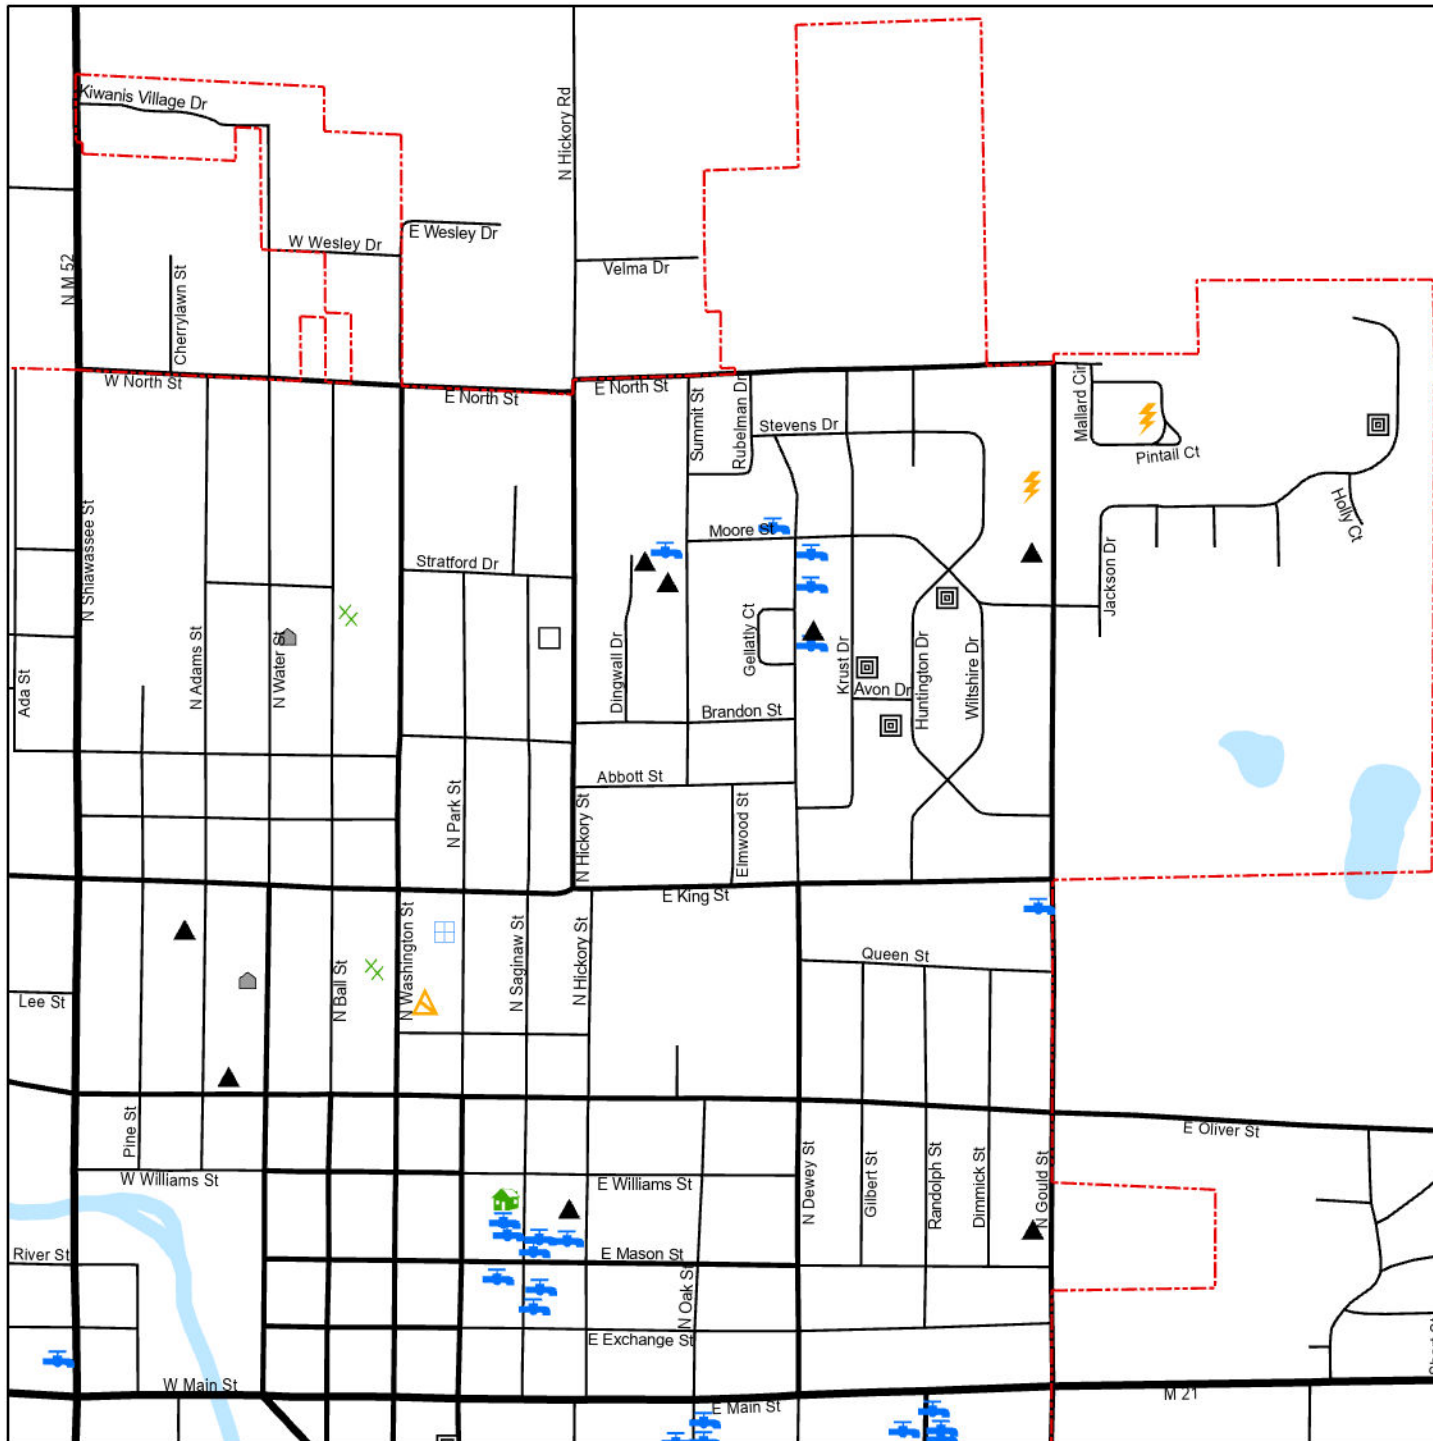 Kiwanis Village Dr
N Hickory Rd
W Wesley Dr
E Wesley Dr
Velma Dr
N M 52
Cherrylawn St
W North St
E North St
E North St
Summit St
Rubelman Dr
Stevens Dr
Mallard Cir
Pintail Ct
Holly Ct
N Shiawassee St
Stratford Dr
Moore St
Jackson Dr
Ada St
N Adams St
N Water St
Dingwall Dr
Gellatly Ct
Krust Dr
Avon Dr
Huntington Dr
Wiltshire Dr
Brandon St
Abbott St
N Park St
N Hickory St
Elmwood St
E King St
Lee St
N Ball St
N Washington St
N Saginaw St
N Hickory St
Queen St
Pine St
W Williams St
E Williams St
N Dewey St
Gilbert St
Randolph St
Dimmick St
N Gould St
E Oliver St
River St
E Mason St
N Oak St
E Exchange St
W Main St
E Main St
M 21